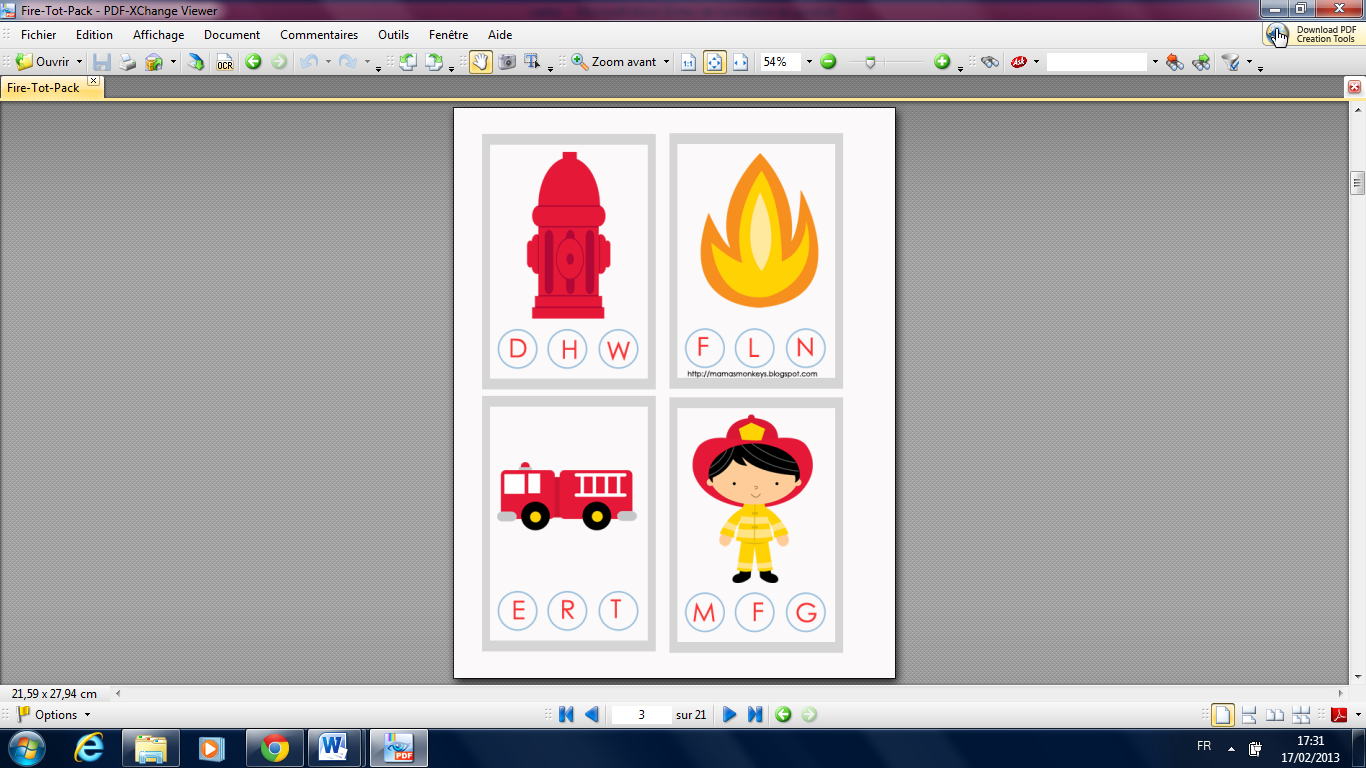 Fire-Tot-Pack - PDF-XChange Viewer
Fichier Edition Affichage Document Commentaires Outils Fenêtre Aide
Download PDF
Creation Tools
Ouvrir OCR Zoom avant 1:1 54%
Fire-Tot-Pack
D H W
F L N
http://mamasmonkeys.blogspot.com
E R T
M F G
21,59 x 27,94 cm
Options 3 sur 21
W PDF FR 17:31
17/02/2013